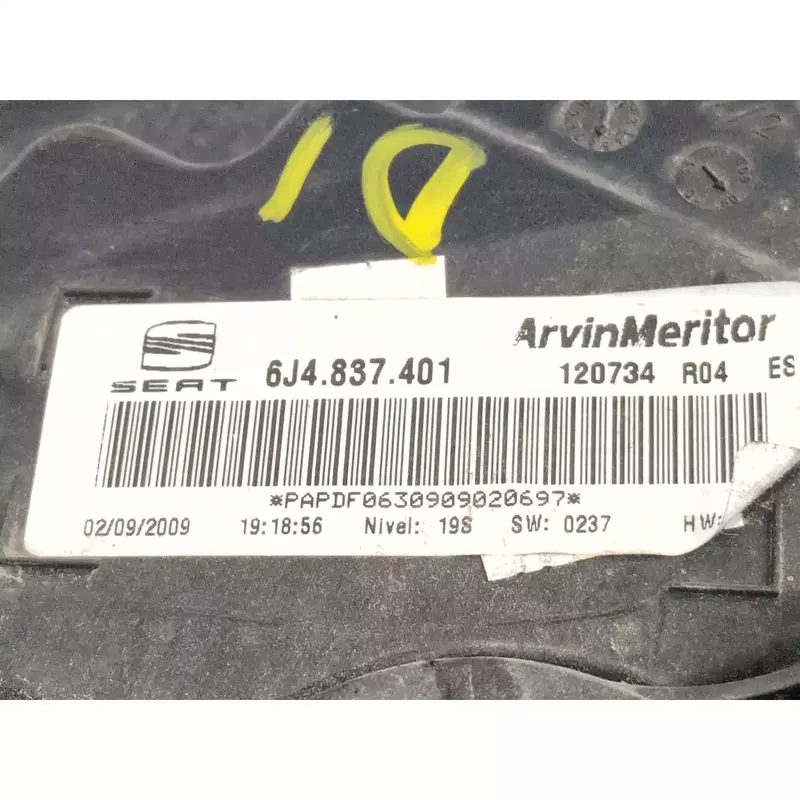 DI
ArvinMeritor
SEAT 6J4.837.401 120734 R04 ES
*PAPDF0630909020697*
02/09/2009 19:18:56 Nivel: 19S SW: 0237 HW: